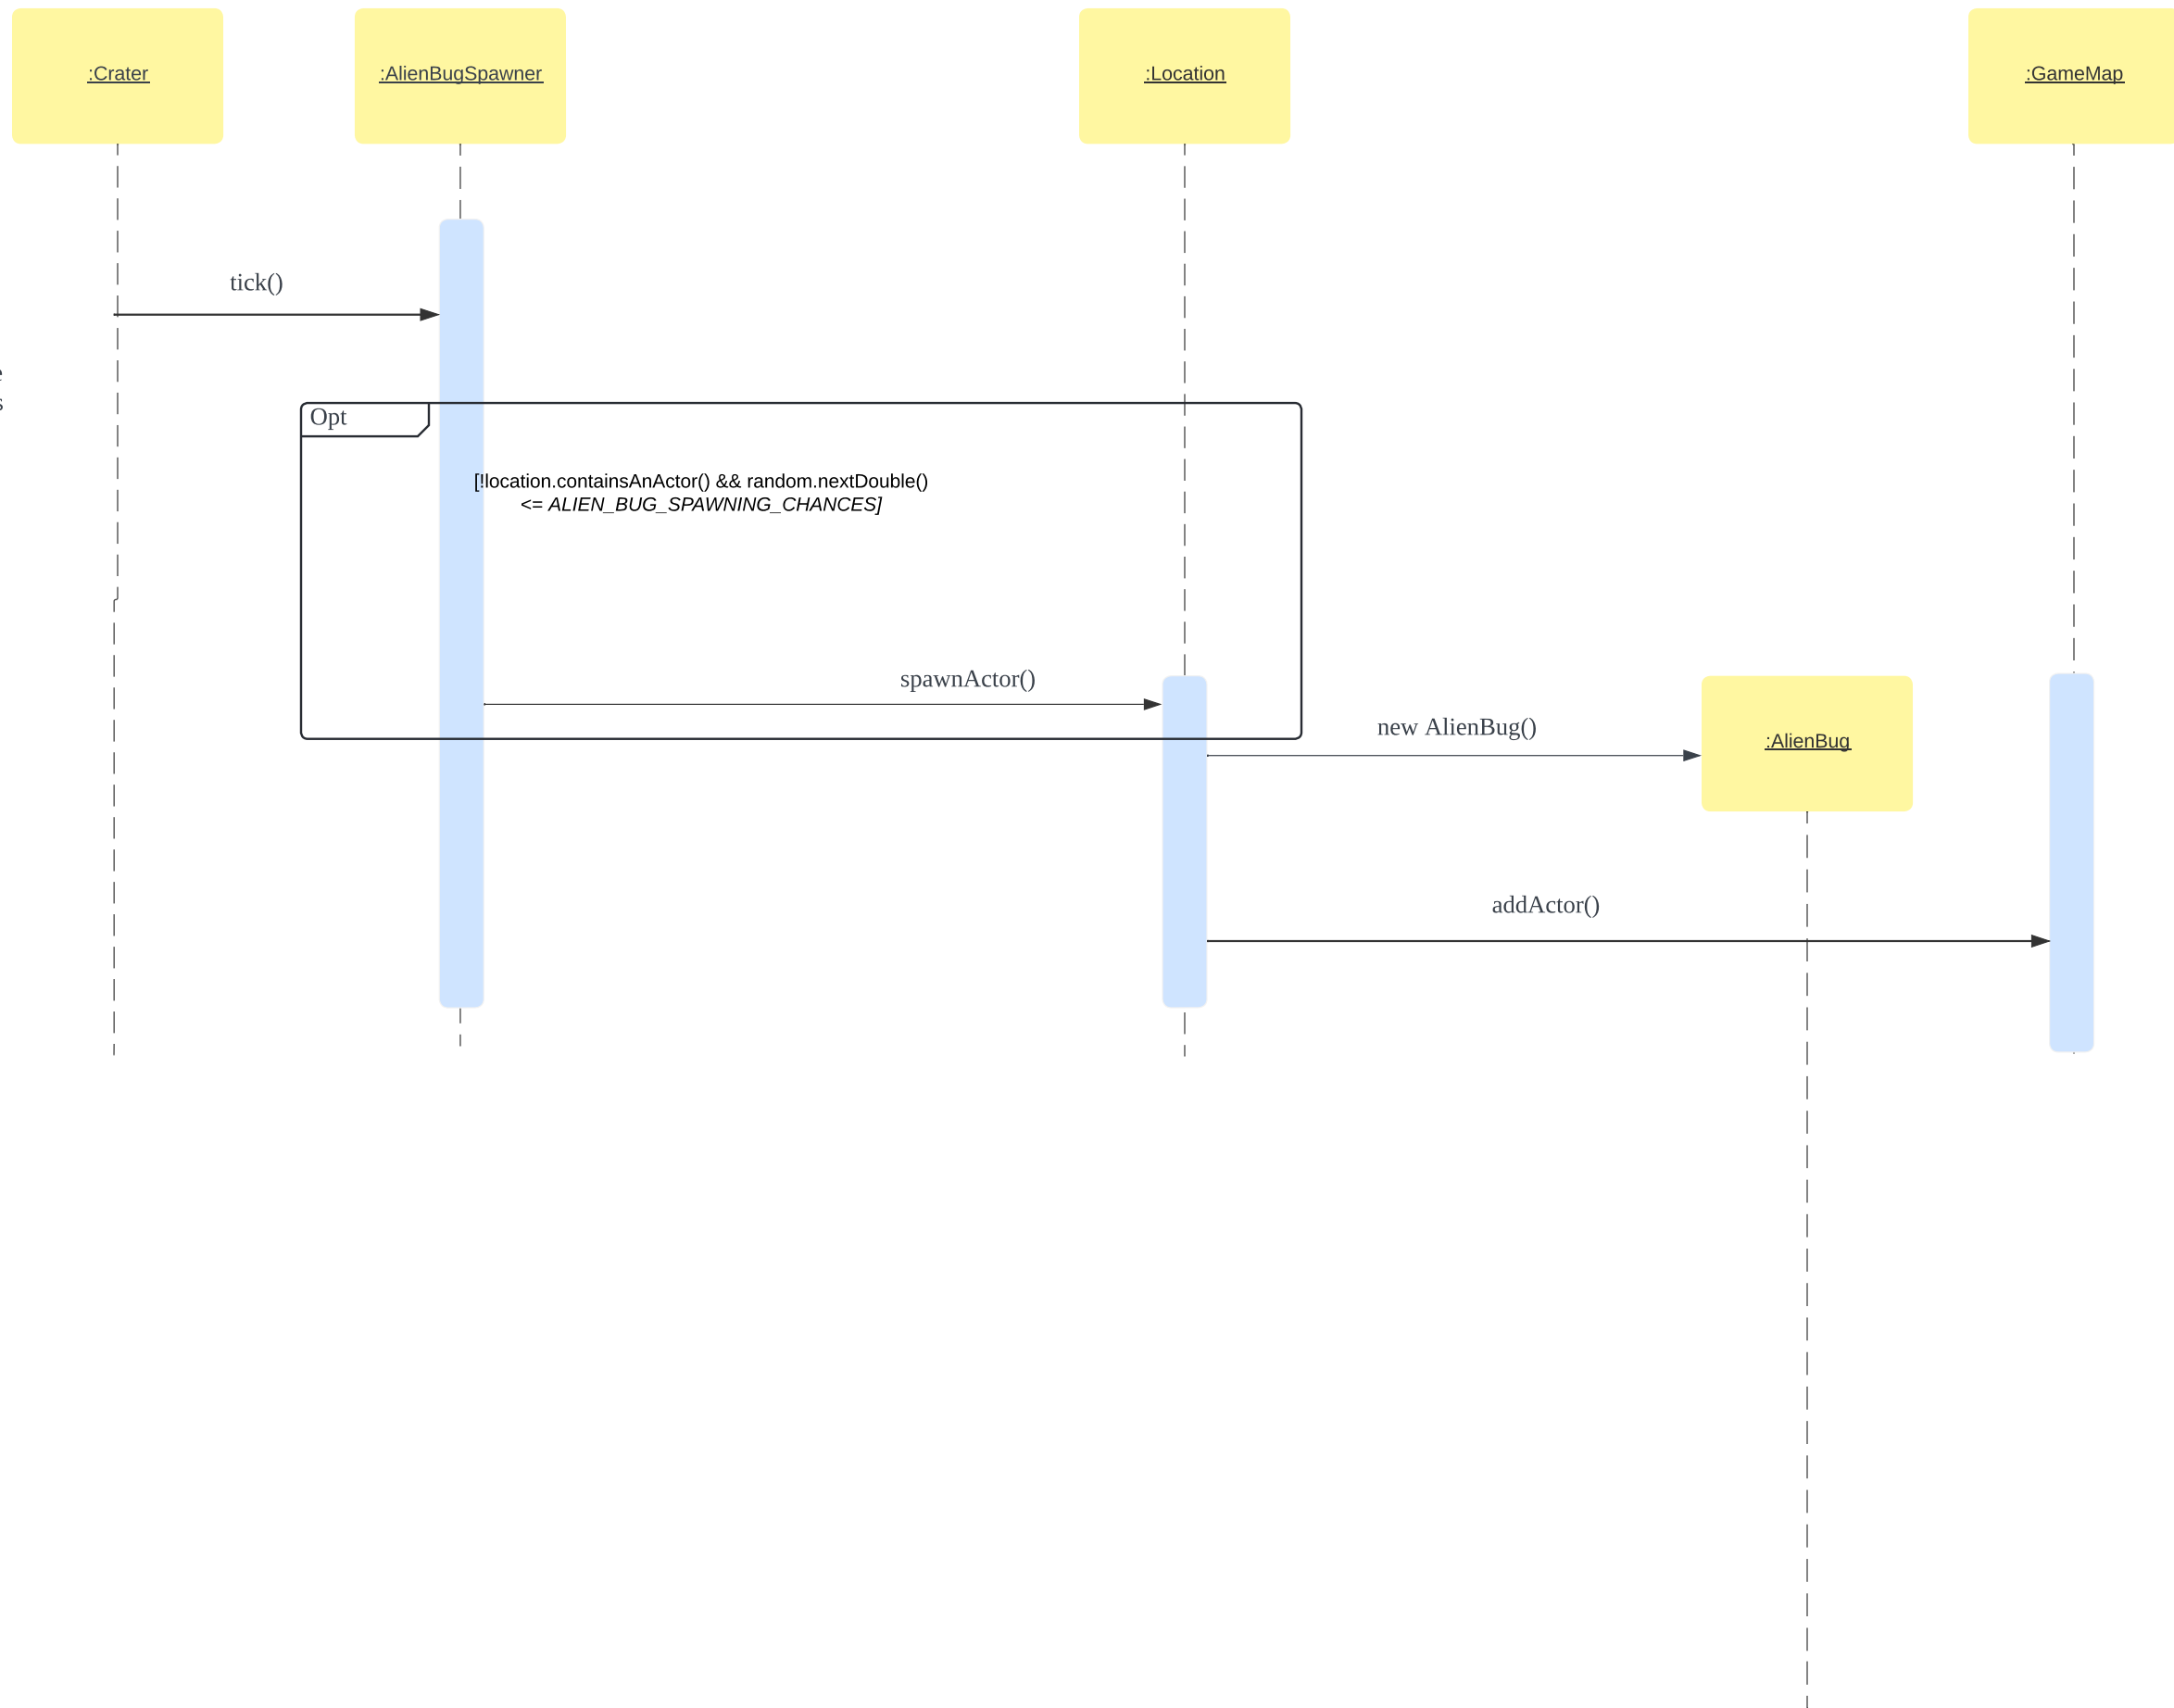 :Crater
:AlienBugSpawner
:Location
:GameMap
tick()
e
s
Opt
[!location.containsAnActor() && random.nextDouble()
<= ALIEN_BUG_SPAWNING_CHANCES]
spawnActor()
new AlienBug()
:AlienBug
addActor()